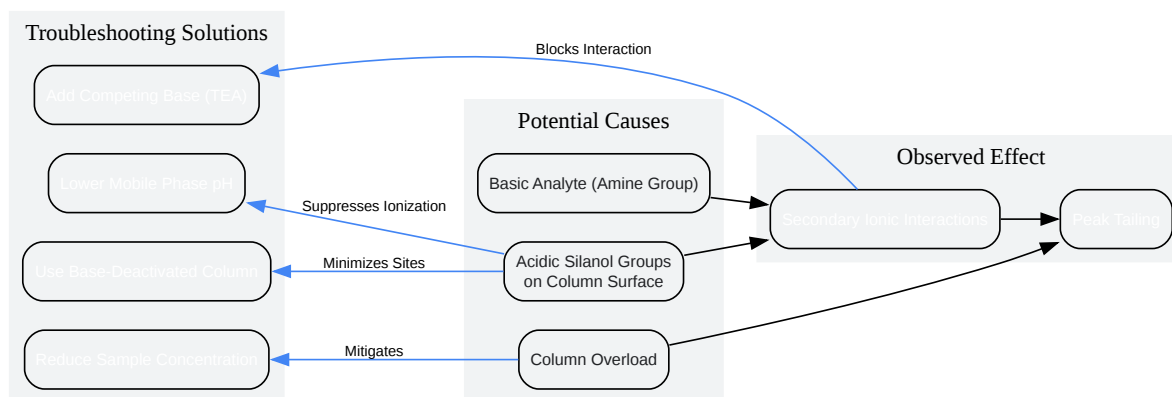 Troubleshooting Solutions
Add Competing Base (TEA)
Lower Mobile Phase pH
Use Base-Deactivated Column
Reduce Sample Concentration
Blocks Interaction
Suppresses Ionization
Minimizes Sites
Mitigates
Potential Causes
Basic Analyte (Amine Group)
Acidic Silanol Groups
on Column Surface
Column Overload
Observed Effect
Secondary Ionic Interactions
Peak Tailing